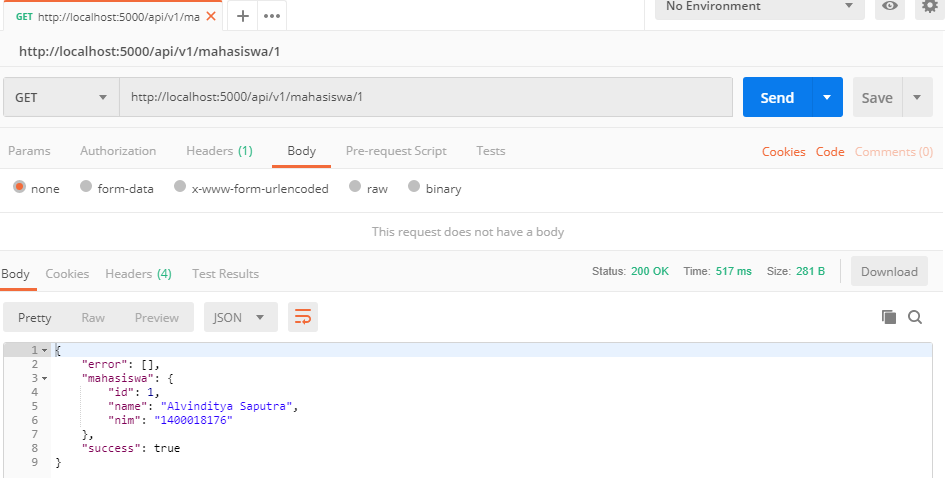 GET http://localhost:5000/api/v1/ma
No Environment
http://localhost:5000/api/v1/mahasiswa/1
GET http://localhost:5000/api/v1/mahasiswa/1 Send Save
Params Authorization Headers (1) Body Pre-request Script Tests Cookies Code Comments (0)
none form-data x-www-form-urlencoded raw binary
This request does not have a body
Body Cookies Headers (4) Test Results Status: 200 OK Time: 517 ms Size: 281 B Download
Pretty Raw Preview JSON
1 {
2 "error": [],
3 "mahasiswa": {
4 "id": 1,
5 "name": "Alvinditya Saputra",
6 "nim": "1400018176"
7 },
8 "success": true
9 }